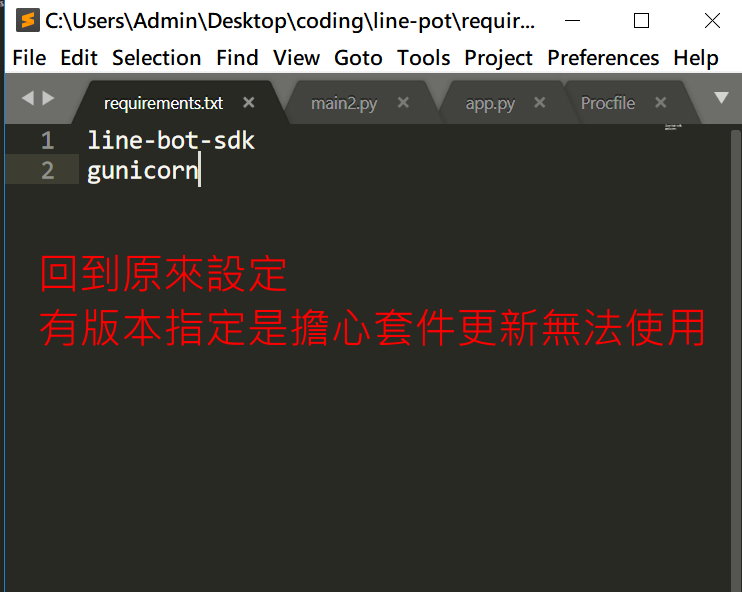 C:\Users\Admin\Desktop\coding\line-pot\requir...
File Edit Selection Find View Goto Tools Project Preferences Help
requirements.txt main2.py app.py Procfile
1 line-bot-sdk
2 gunicorn
回到原來設定
有版本指定是擔心套件更新無法使用